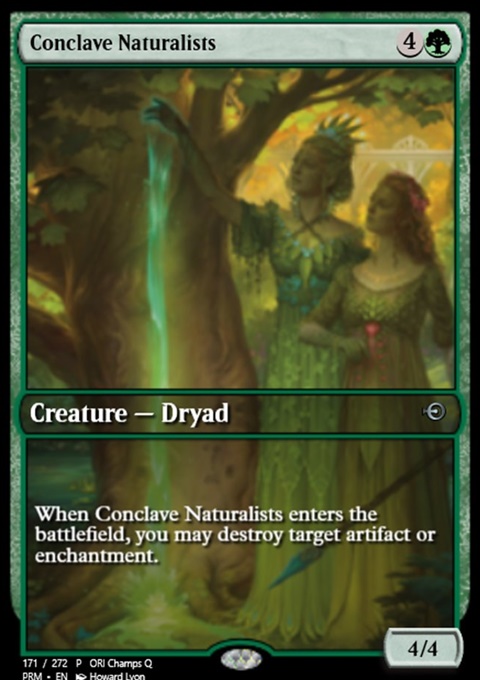 Conclave Naturalists 4
Creature — Dryad
When Conclave Naturalists enters the
battlefield, you may destroy target artifact or
enchantment.
4/4
171 / 272 P ORI Champs Q
PRM • EN Howard Lyon